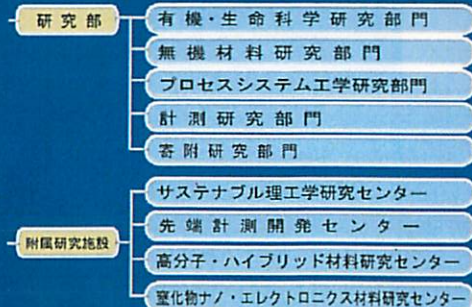 研究部
有機・生命科学研究部門
無機材料研究部門
プロセスシステム工学研究部門
計測研究部門
寄附研究部門
附属研究施設
サステナブル理工学研究センター
先端計測開発センター
高分子・ハイブリッド材料研究センター
窒化物ナノ・エレクトロニクス材料研究センター